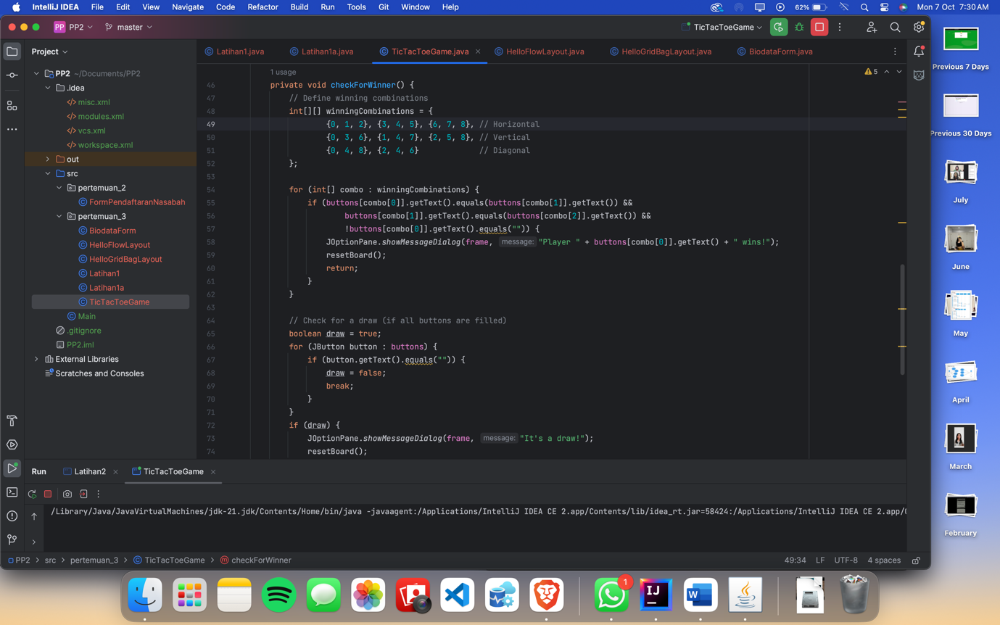 IntelliJ IDEA File Edit View Navigate Code Refactor Build Run Tools Git Window Help 62% Mon 7 Oct 7:30 AM
PP PP2 master TicTacToeGame
Project
Latihan1.java Latihan1a.java TicTacToeGame.java HelloFlowLayout.java HelloGridBagLayout.java BiodataForm.java
PP2 ~/Documents/PP2
.idea
misc.xml
modules.xml
vcs.xml
workspace.xml
out
src
pertemuan_2
FormPendaftaranNasabah
pertemuan_3
BiodataForm
HelloFlowLayout
HelloGridBagLayout
Latihan1
Latihan1a
TicTacToeGame
Main
.gitignore
PP2.iml
External Libraries
Scratches and Consoles
1 usage
5
46 private void checkForWinner() {
47 // Define winning combinations
48 int[][] winningCombinations = {
49 {0, 1, 2}, {3, 4, 5}, {6, 7, 8}, // Horizontal
50 {0, 3, 6}, {1, 4, 7}, {2, 5, 8}, // Vertical
51 {0, 4, 8}, {2, 4, 6} // Diagonal
52 };
53
54 for (int[] combo : winningCombinations) {
55 if (buttons[combo[0]].getText().equals(buttons[combo[1]].getText()) &&
56 buttons[combo[1]].getText().equals(buttons[combo[2]].getText()) &&
57 !buttons[combo[0]].getText().equals("")) {
58 JOptionPane.showMessageDialog(frame, message: "Player " + buttons[combo[0]].getText() + " wins!");
59 resetBoard();
60 return;
61 }
62 }
63
64 // Check for a draw (if all buttons are filled)
65 boolean draw = true;
66 for (JButton button : buttons) {
67 if (button.getText().equals("")) {
68 draw = false;
69 break;
70 }
71 }
72 if (draw) {
73 JOptionPane.showMessageDialog(frame, message: "It's a draw!");
74 resetBoard();
Run Latihan2 TicTacToeGame
/Library/Java/JavaVirtualMachines/jdk-21.jdk/Contents/Home/bin/java -javaagent:/Applications/IntelliJ IDEA CE 2.app/Contents/lib/idea_rt.jar=58424:/Applications/IntelliJ IDEA CE 2.app/
PP2 src pertemuan_3 TicTacToeGame checkForWinner 49:34 LF UTF-8 4 spaces
Previous 7 Days
Previous 30 Days
July
June
May
April
March
February
1
IJ
W